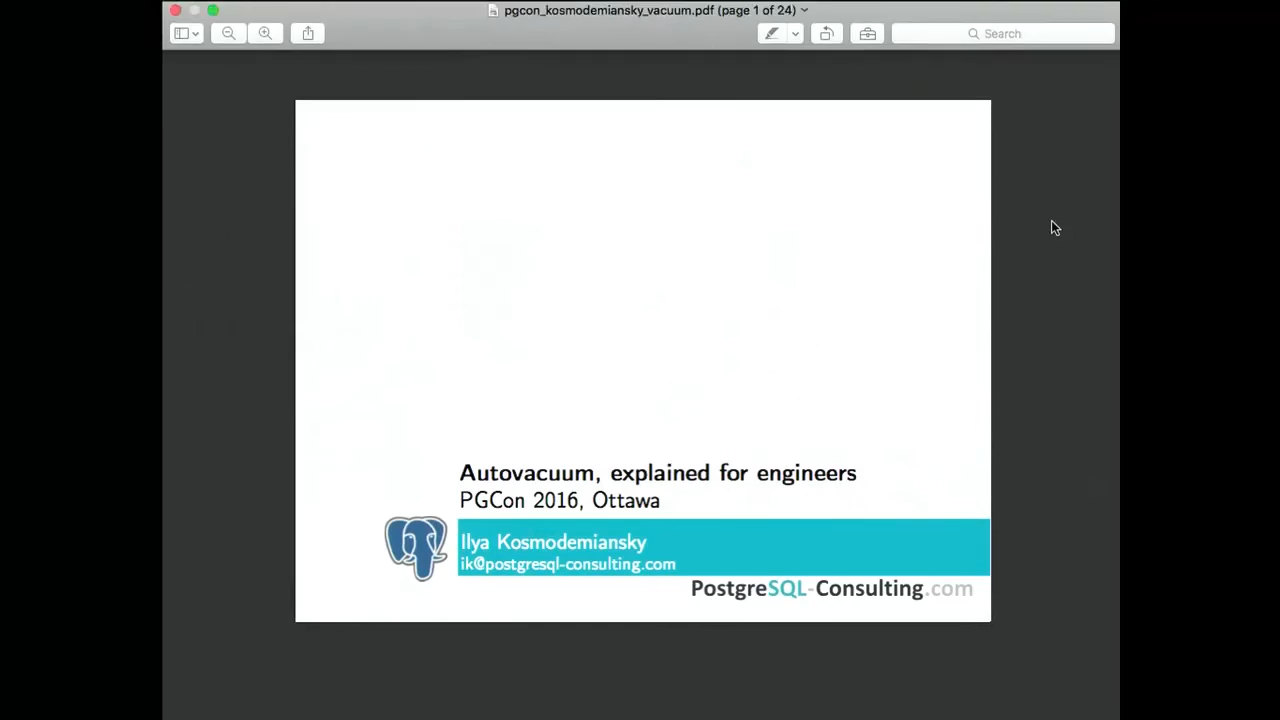 pgcon_kosmodemiansky_vacuum.pdf (page 1 of 24)
Search
Autovacuum, explained for engineers
PGCon 2016, Ottawa
Ilya Kosmodemiansky
ik@postgresql-consulting.com
PostgreSQL-Consulting.com